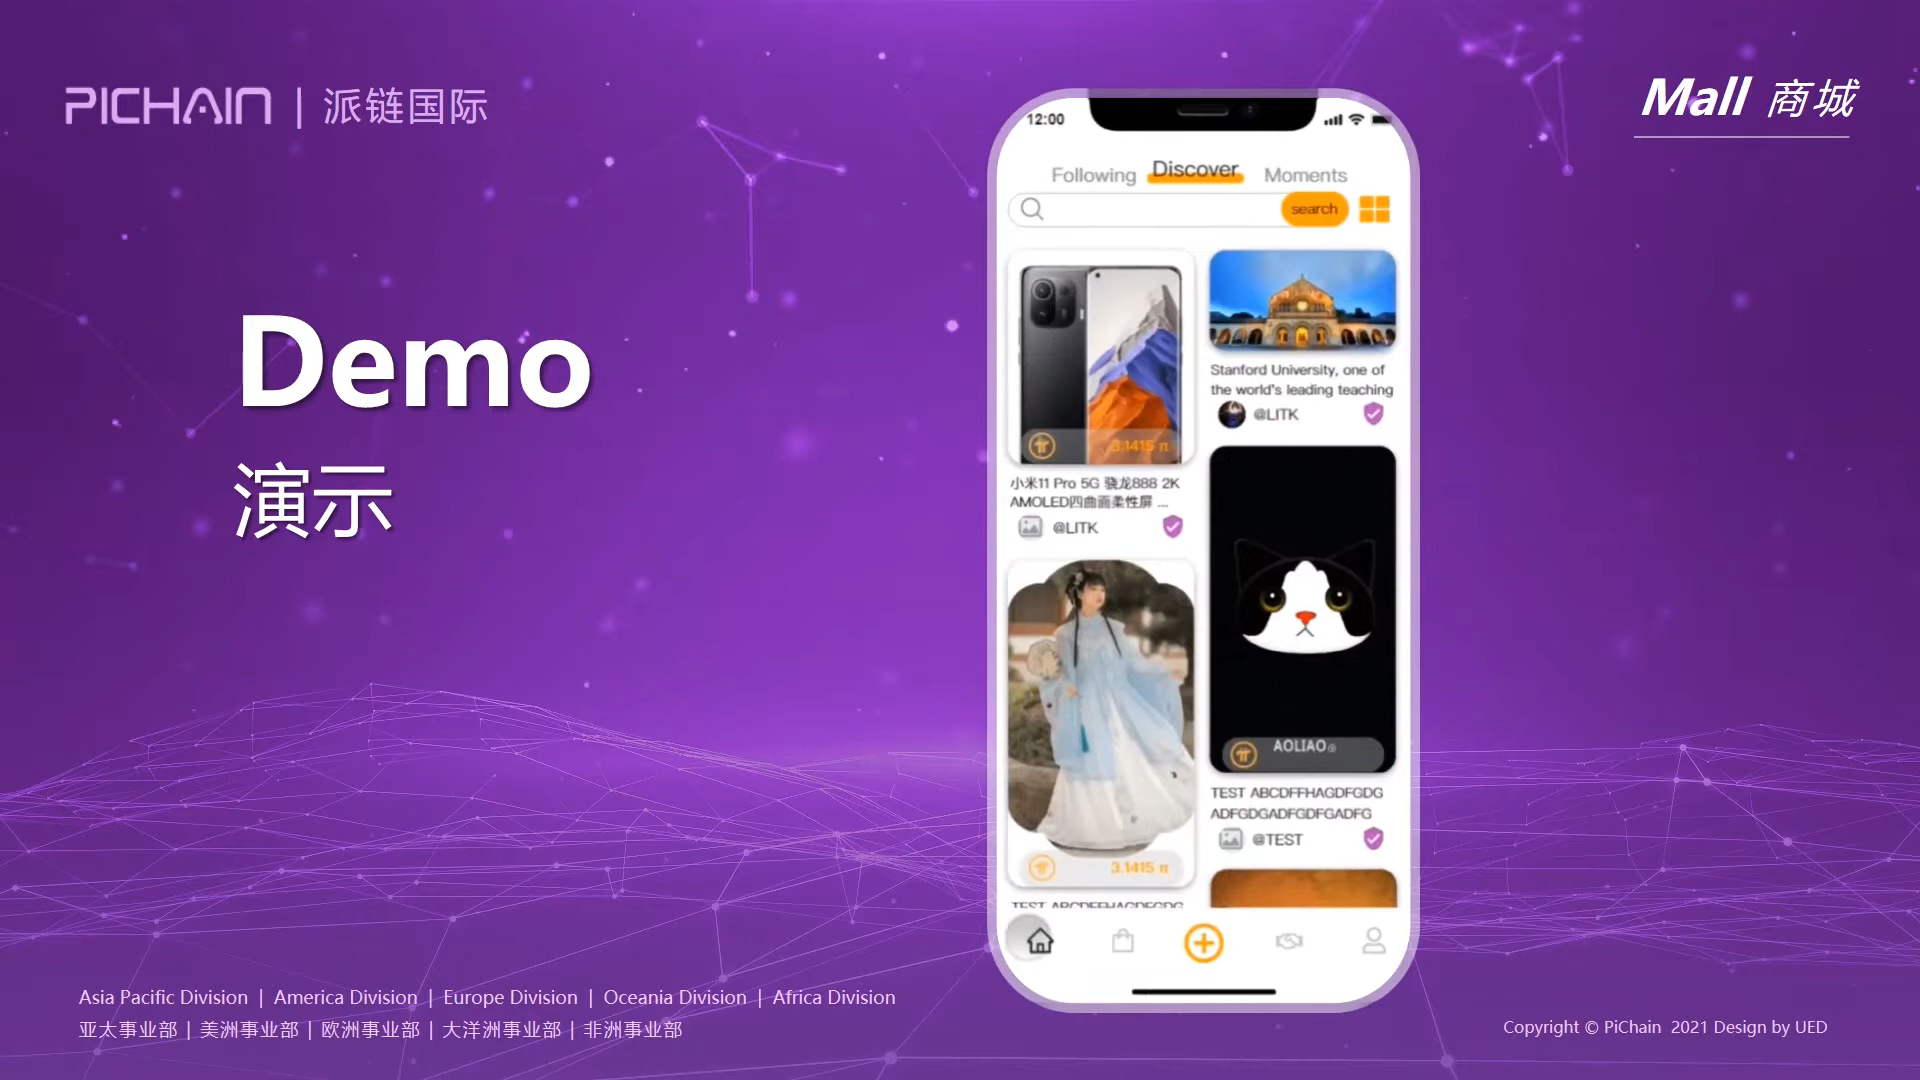 PICHAIN | 派链国际
Mall 商城
Demo
演示
12:00
Following Discover Moments
search
3.1415 π
小米11 Pro 5G 骁龙888 2K
AMOLED四曲面柔性屏 ...
@LITK
3.1415 π
TEST ABCDFFHAGDFGDG
Stanford University, one of
the world's leading teaching
@LITK
AOLIAO
TEST ABCDFFHAGDFGDG
ADFGDGADFGDFGADFG
@TEST
Asia Pacific Division | America Division | Europe Division | Oceania Division | Africa Division
亚太事业部 | 美洲事业部 | 欧洲事业部 | 大洋洲事业部 | 非洲事业部
Copyright © PiChain 2021 Design by UED